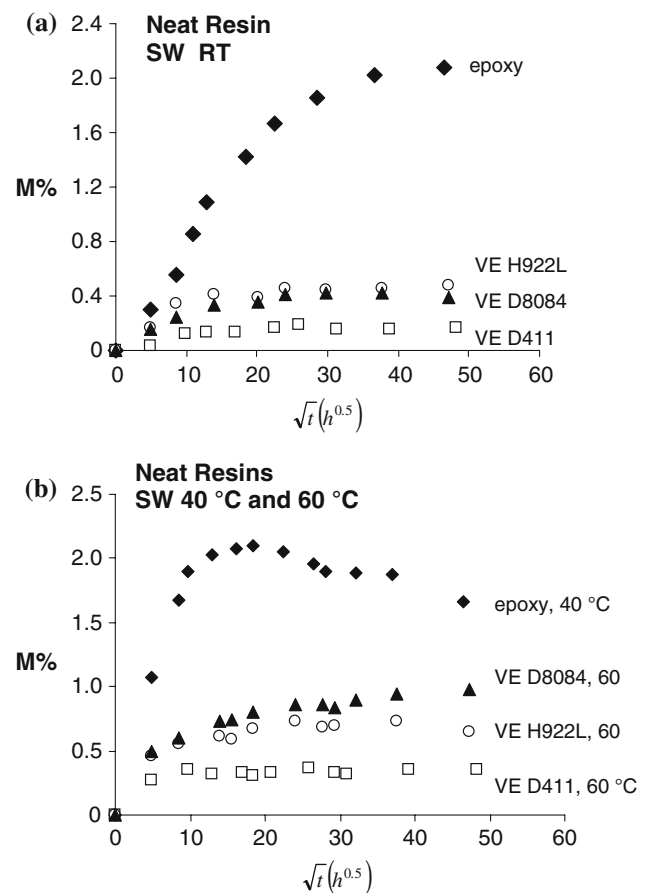 (a)
Neat Resin
SW RT
2.4
2.0
1.6
M%
1.2
0.8
0.4
0
epoxy
VE H922L
VE D8084
VE D411
0 10 20 30 40 50 60
√t(h^0.5)
(b)
Neat Resins
SW 40 °C and 60 °C
2.5
2.0
1.5
M%
1.0
0.5
0
epoxy, 40 °C
VE D8084, 60
VE H922L, 60
VE D411, 60 °C
0 10 20 30 40 50 60
√t(h^0.5)